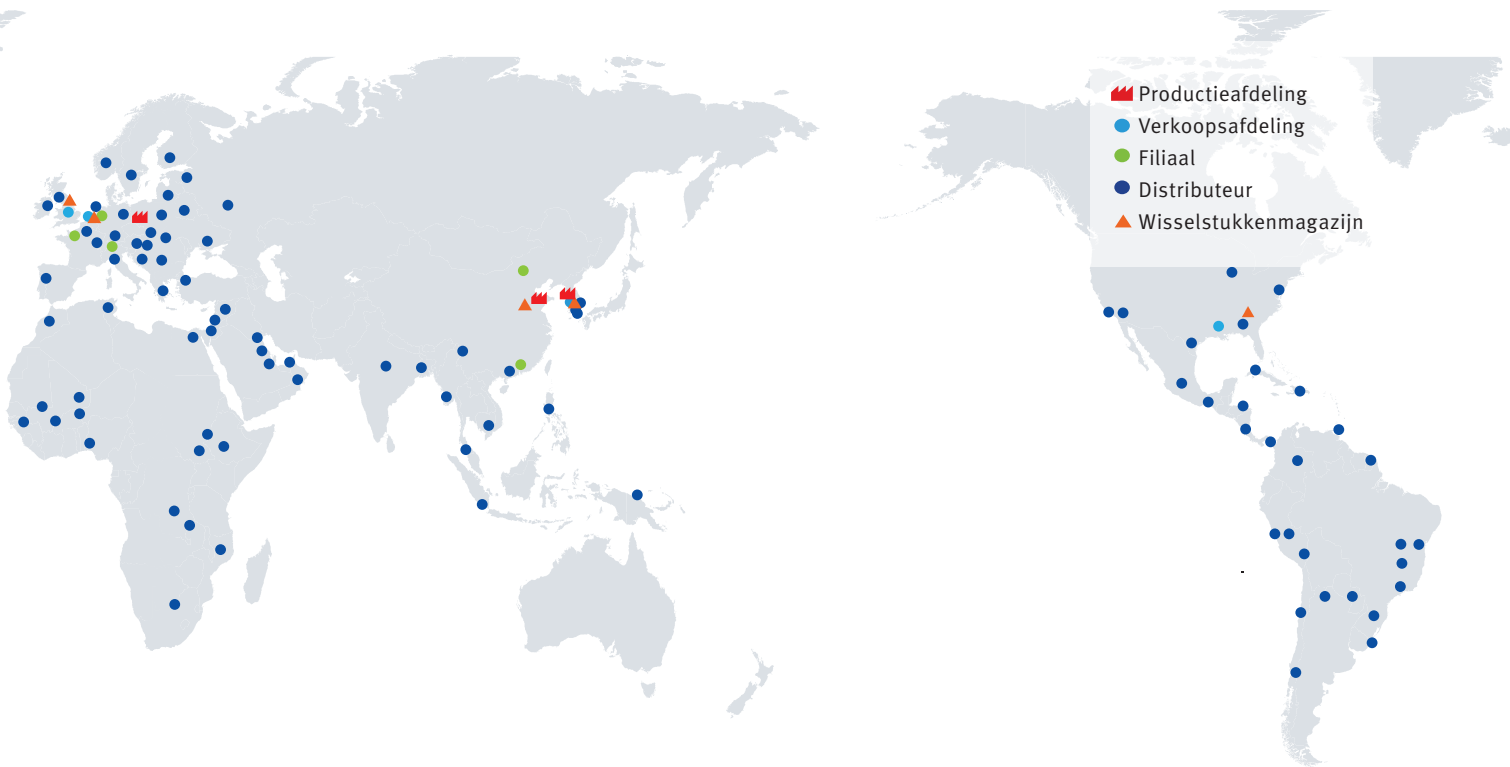 Productieafdeling
Verkoopsafdeling
Filiaal
Distributeur
Wisselstukkenmagazijn